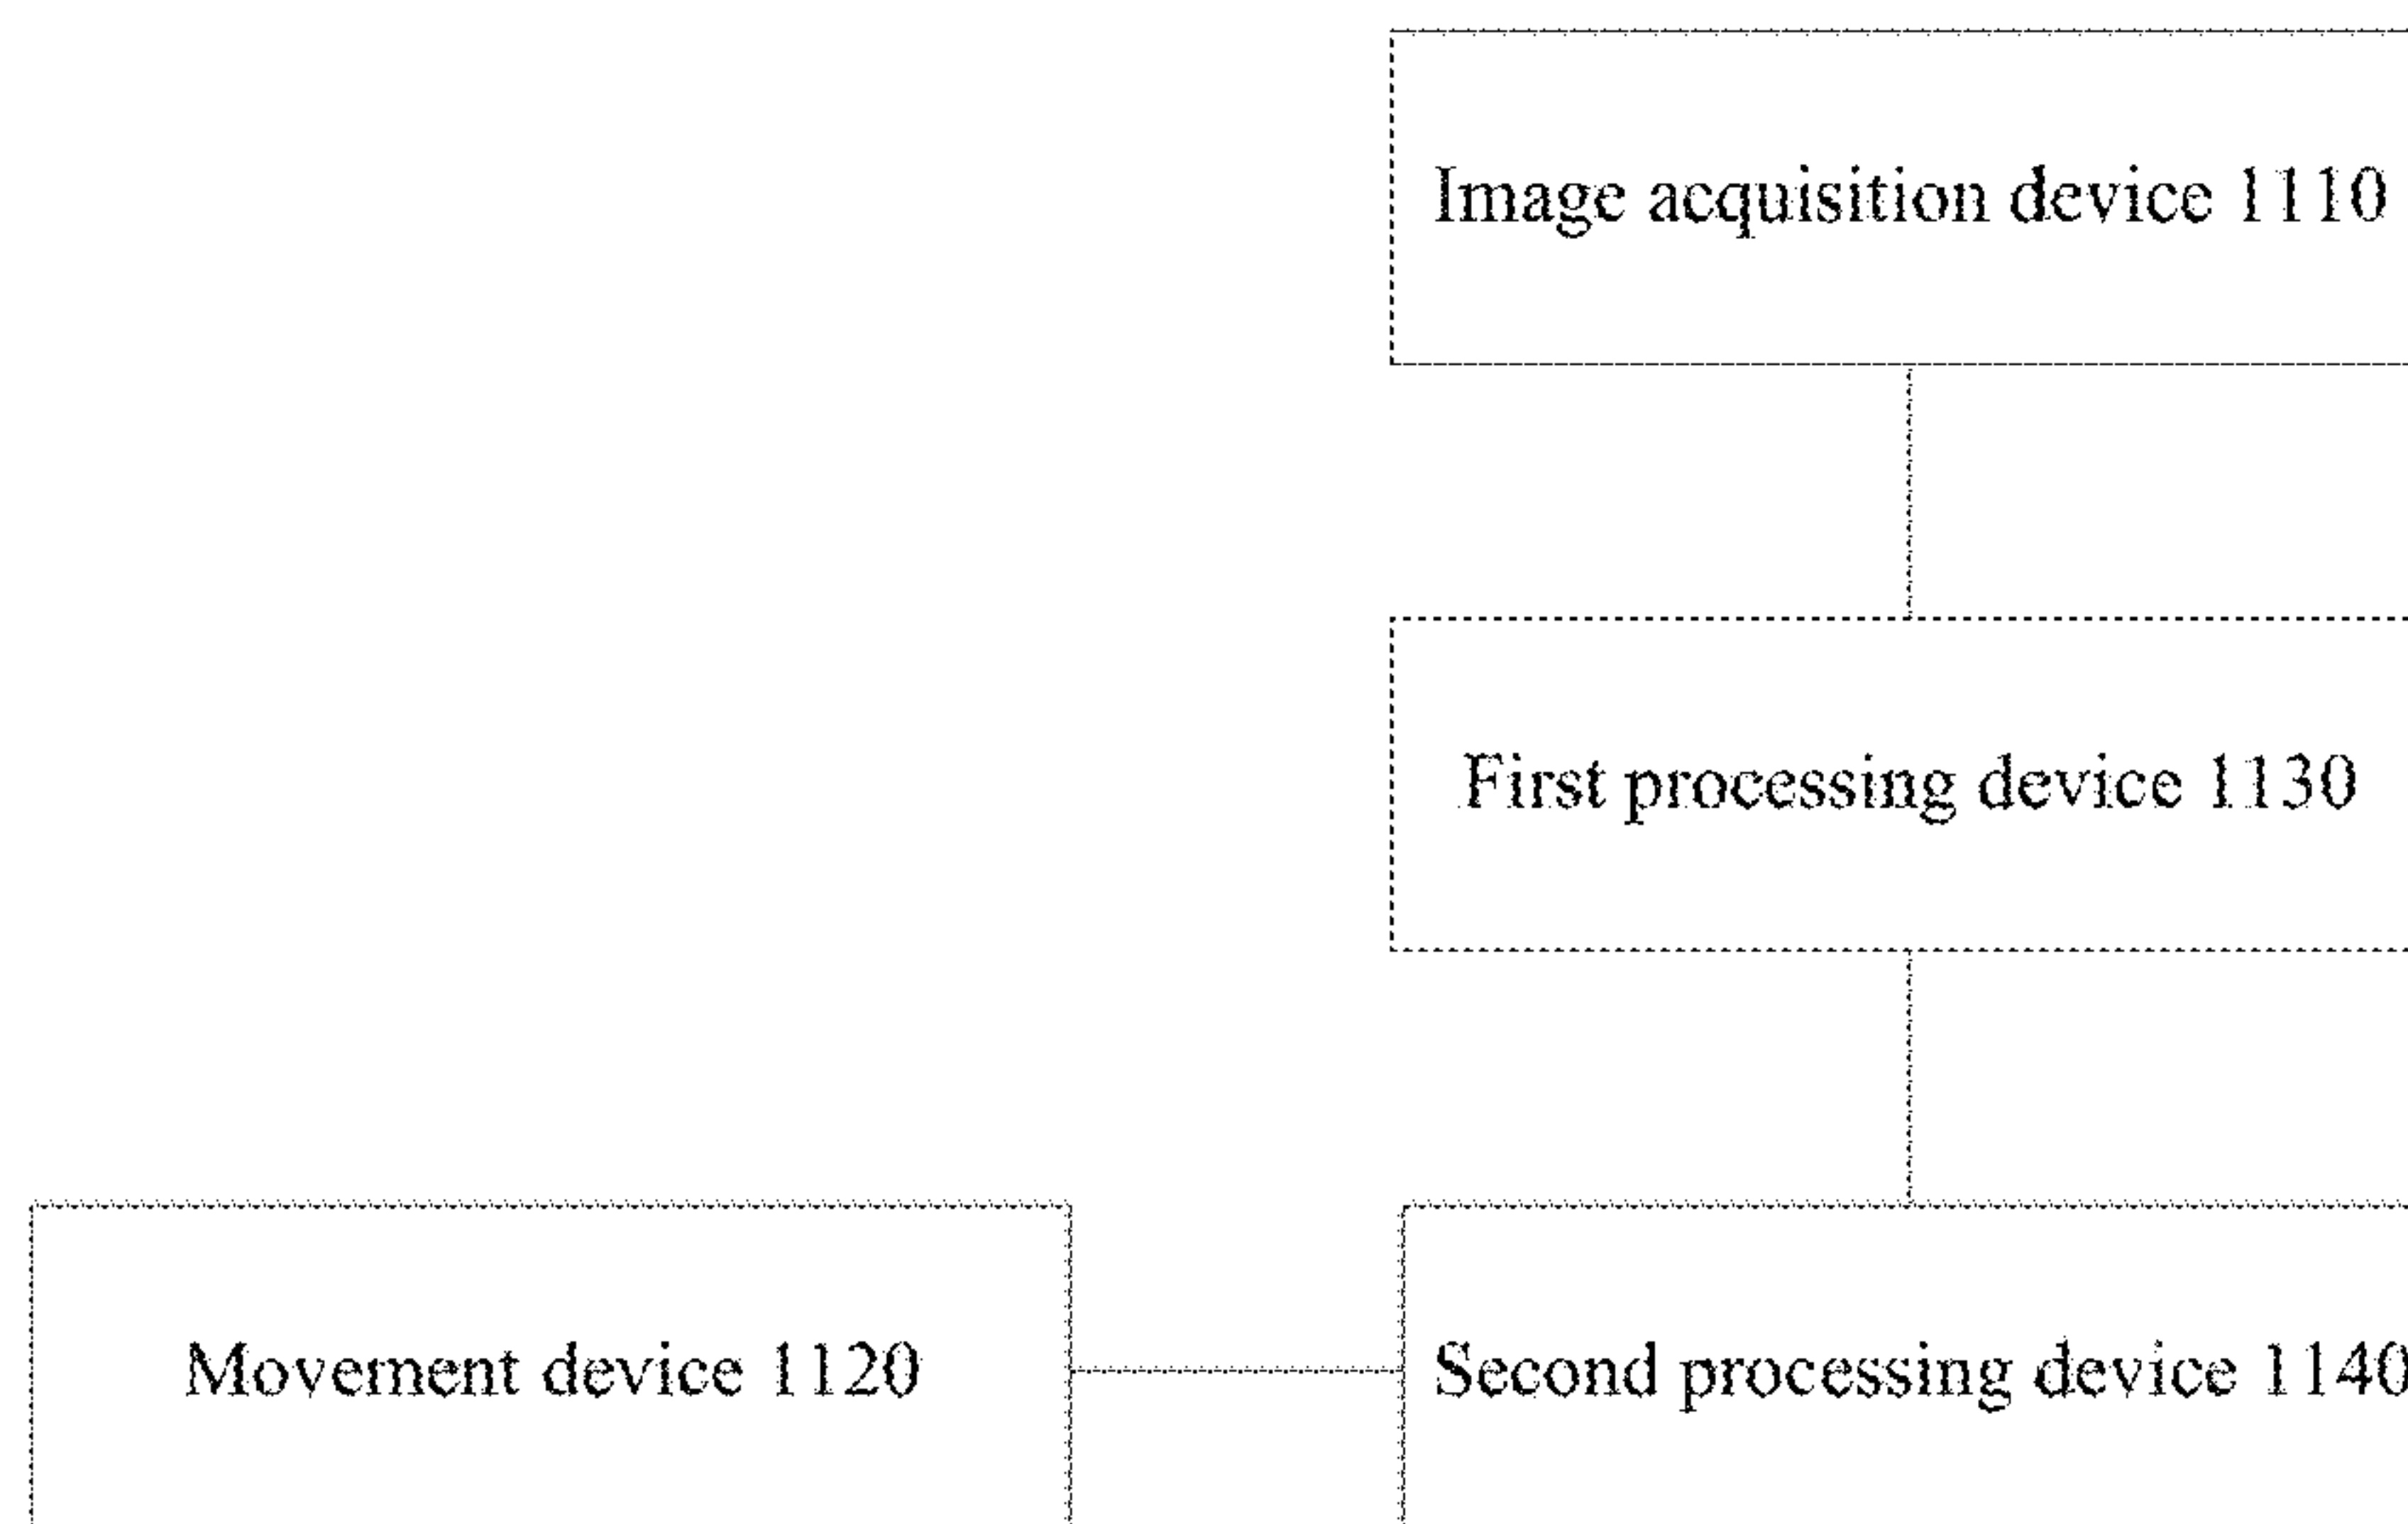 Image acquisition device 1110
First processing device 1130
Movement device 1120
Second processing device 1140